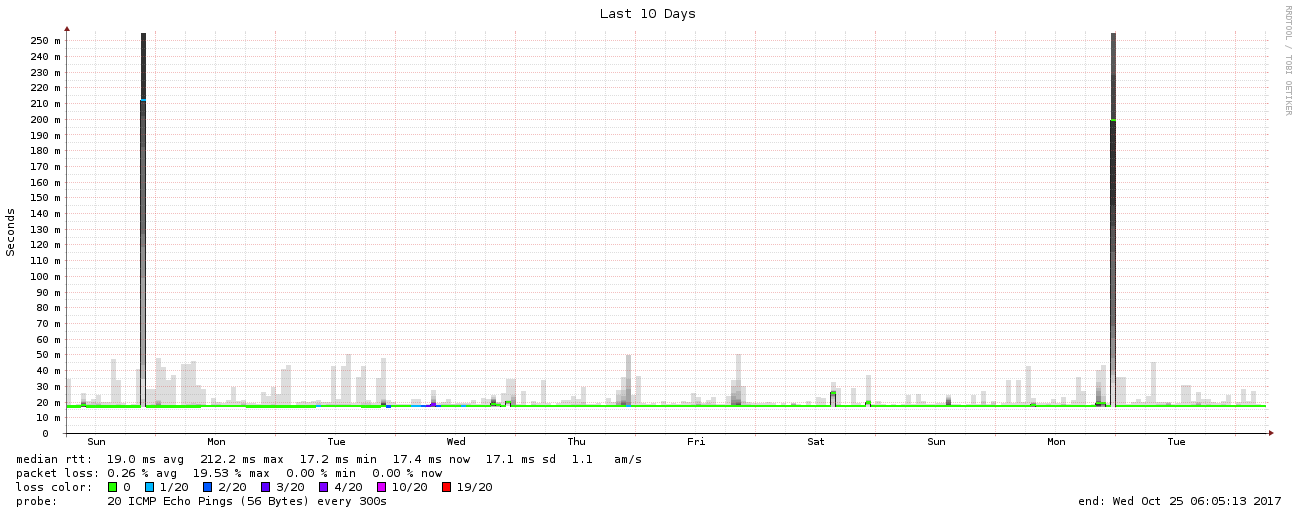 Last 10 Days
RRDTOOL / TOBI OETIKER
Seconds
250 m
240 m
230 m
220 m
210 m
200 m
190 m
180 m
170 m
160 m
150 m
140 m
130 m
120 m
110 m
100 m
90 m
80 m
70 m
60 m
50 m
40 m
30 m
20 m
10 m
0
Sun Mon Tue Wed Thu Fri Sat Sun Mon Tue
median rtt: 19.0 ms avg 212.2 ms max 17.2 ms min 17.4 ms now 17.1 ms sd 1.1 am/s
packet loss: 0.26 % avg 19.53 % max 0.00 % min 0.00 % now
loss color: 0 1/20 2/20 3/20 4/20 10/20 19/20
probe: 20 ICMP Echo Pings (56 Bytes) every 300s end: Wed Oct 25 06:05:13 2017